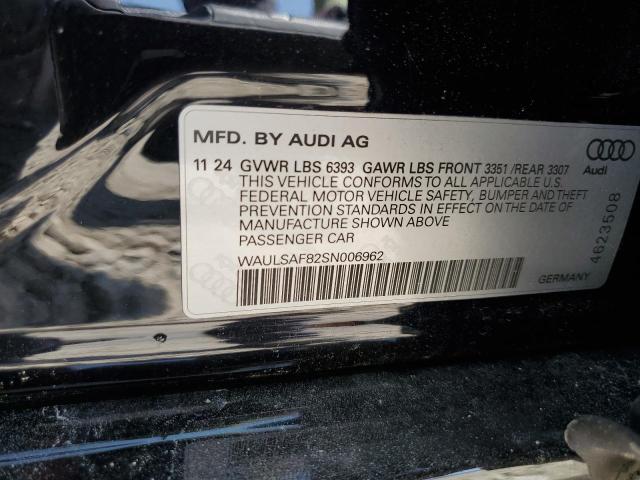 MFD. BY AUDI AG
11 24 GVWR LBS 6393 GAWR LBS FRONT 3351 /REAR 3307
THIS VEHICLE CONFORMS TO ALL APPLICABLE U.S.
FEDERAL MOTOR VEHICLE SAFETY, BUMPER AND THEFT
PREVENTION STANDARDS IN EFFECT ON THE DATE OF
MANUFACTURE SHOWN ABOVE
PASSENGER CAR
WAULSAF82SN006962
GERMANY
Audi
4623508